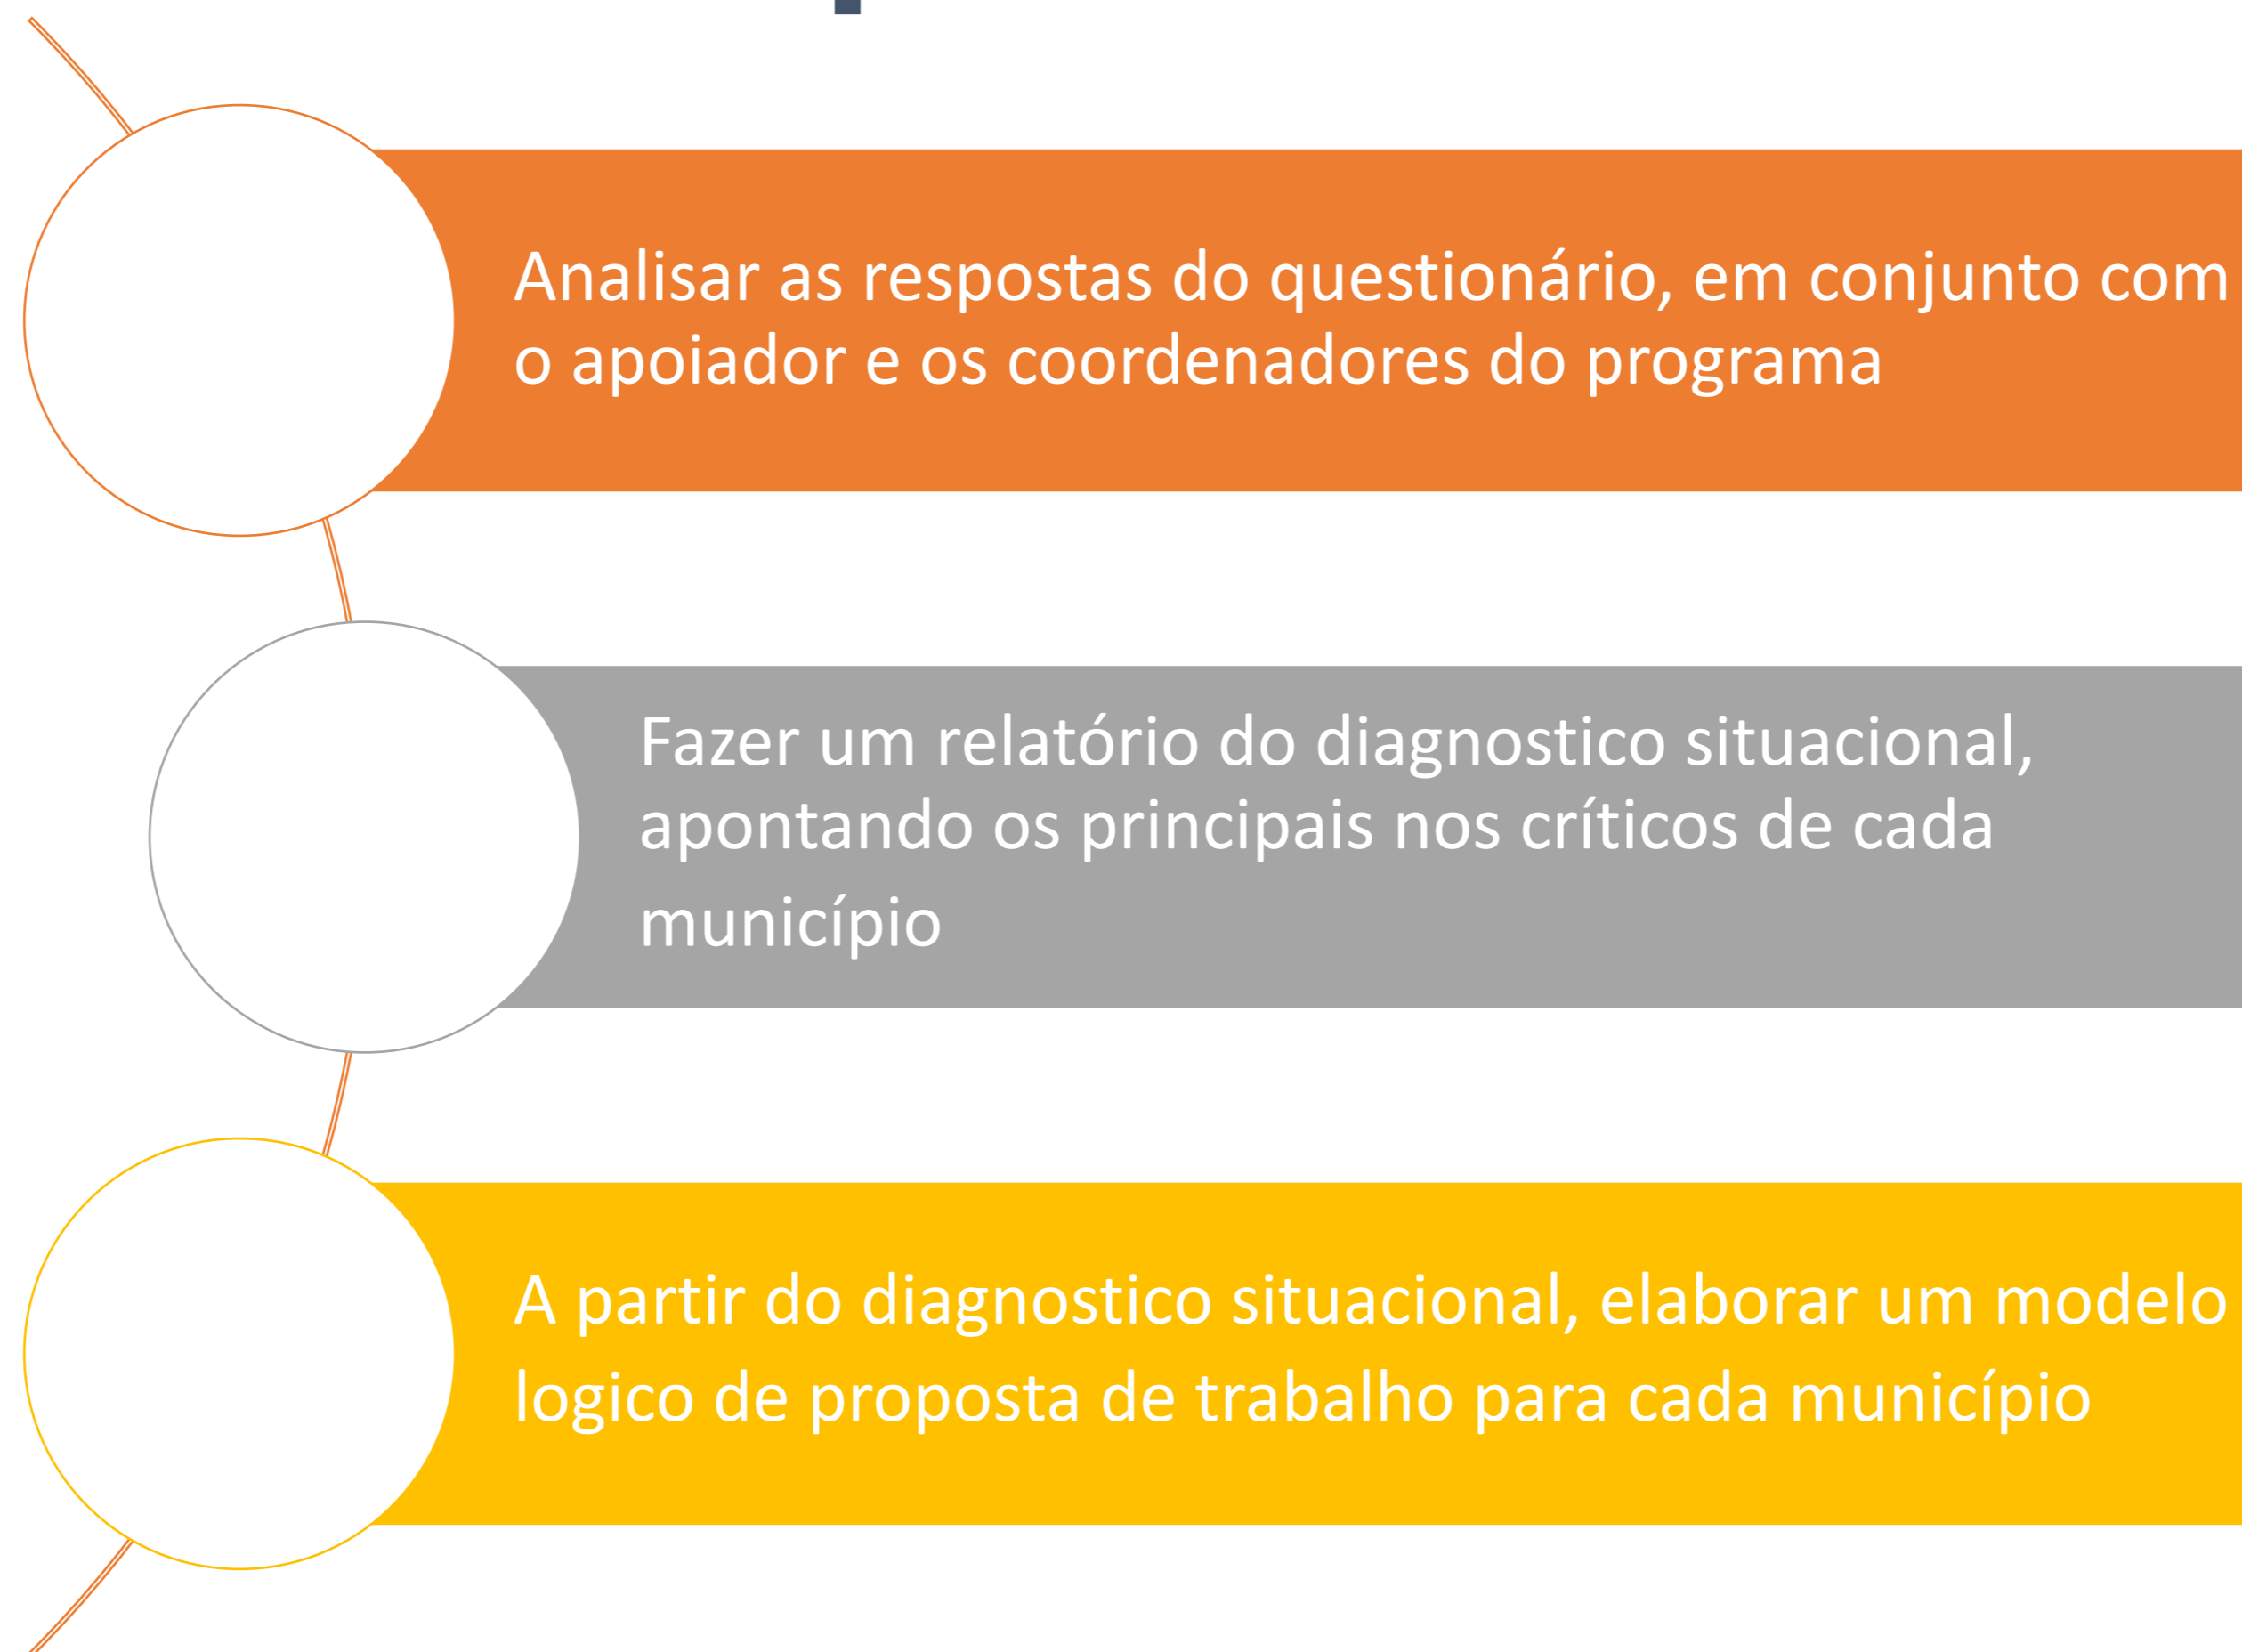 Analisar as respostas do questionário, em conjunto com
o apoiador e os coordenadores do programa
Fazer um relatório do diagnostico situacional,
apontando os principais nos críticos de cada
município
A partir do diagnostico situacional, elaborar um modelo
logico de proposta de trabalho para cada município